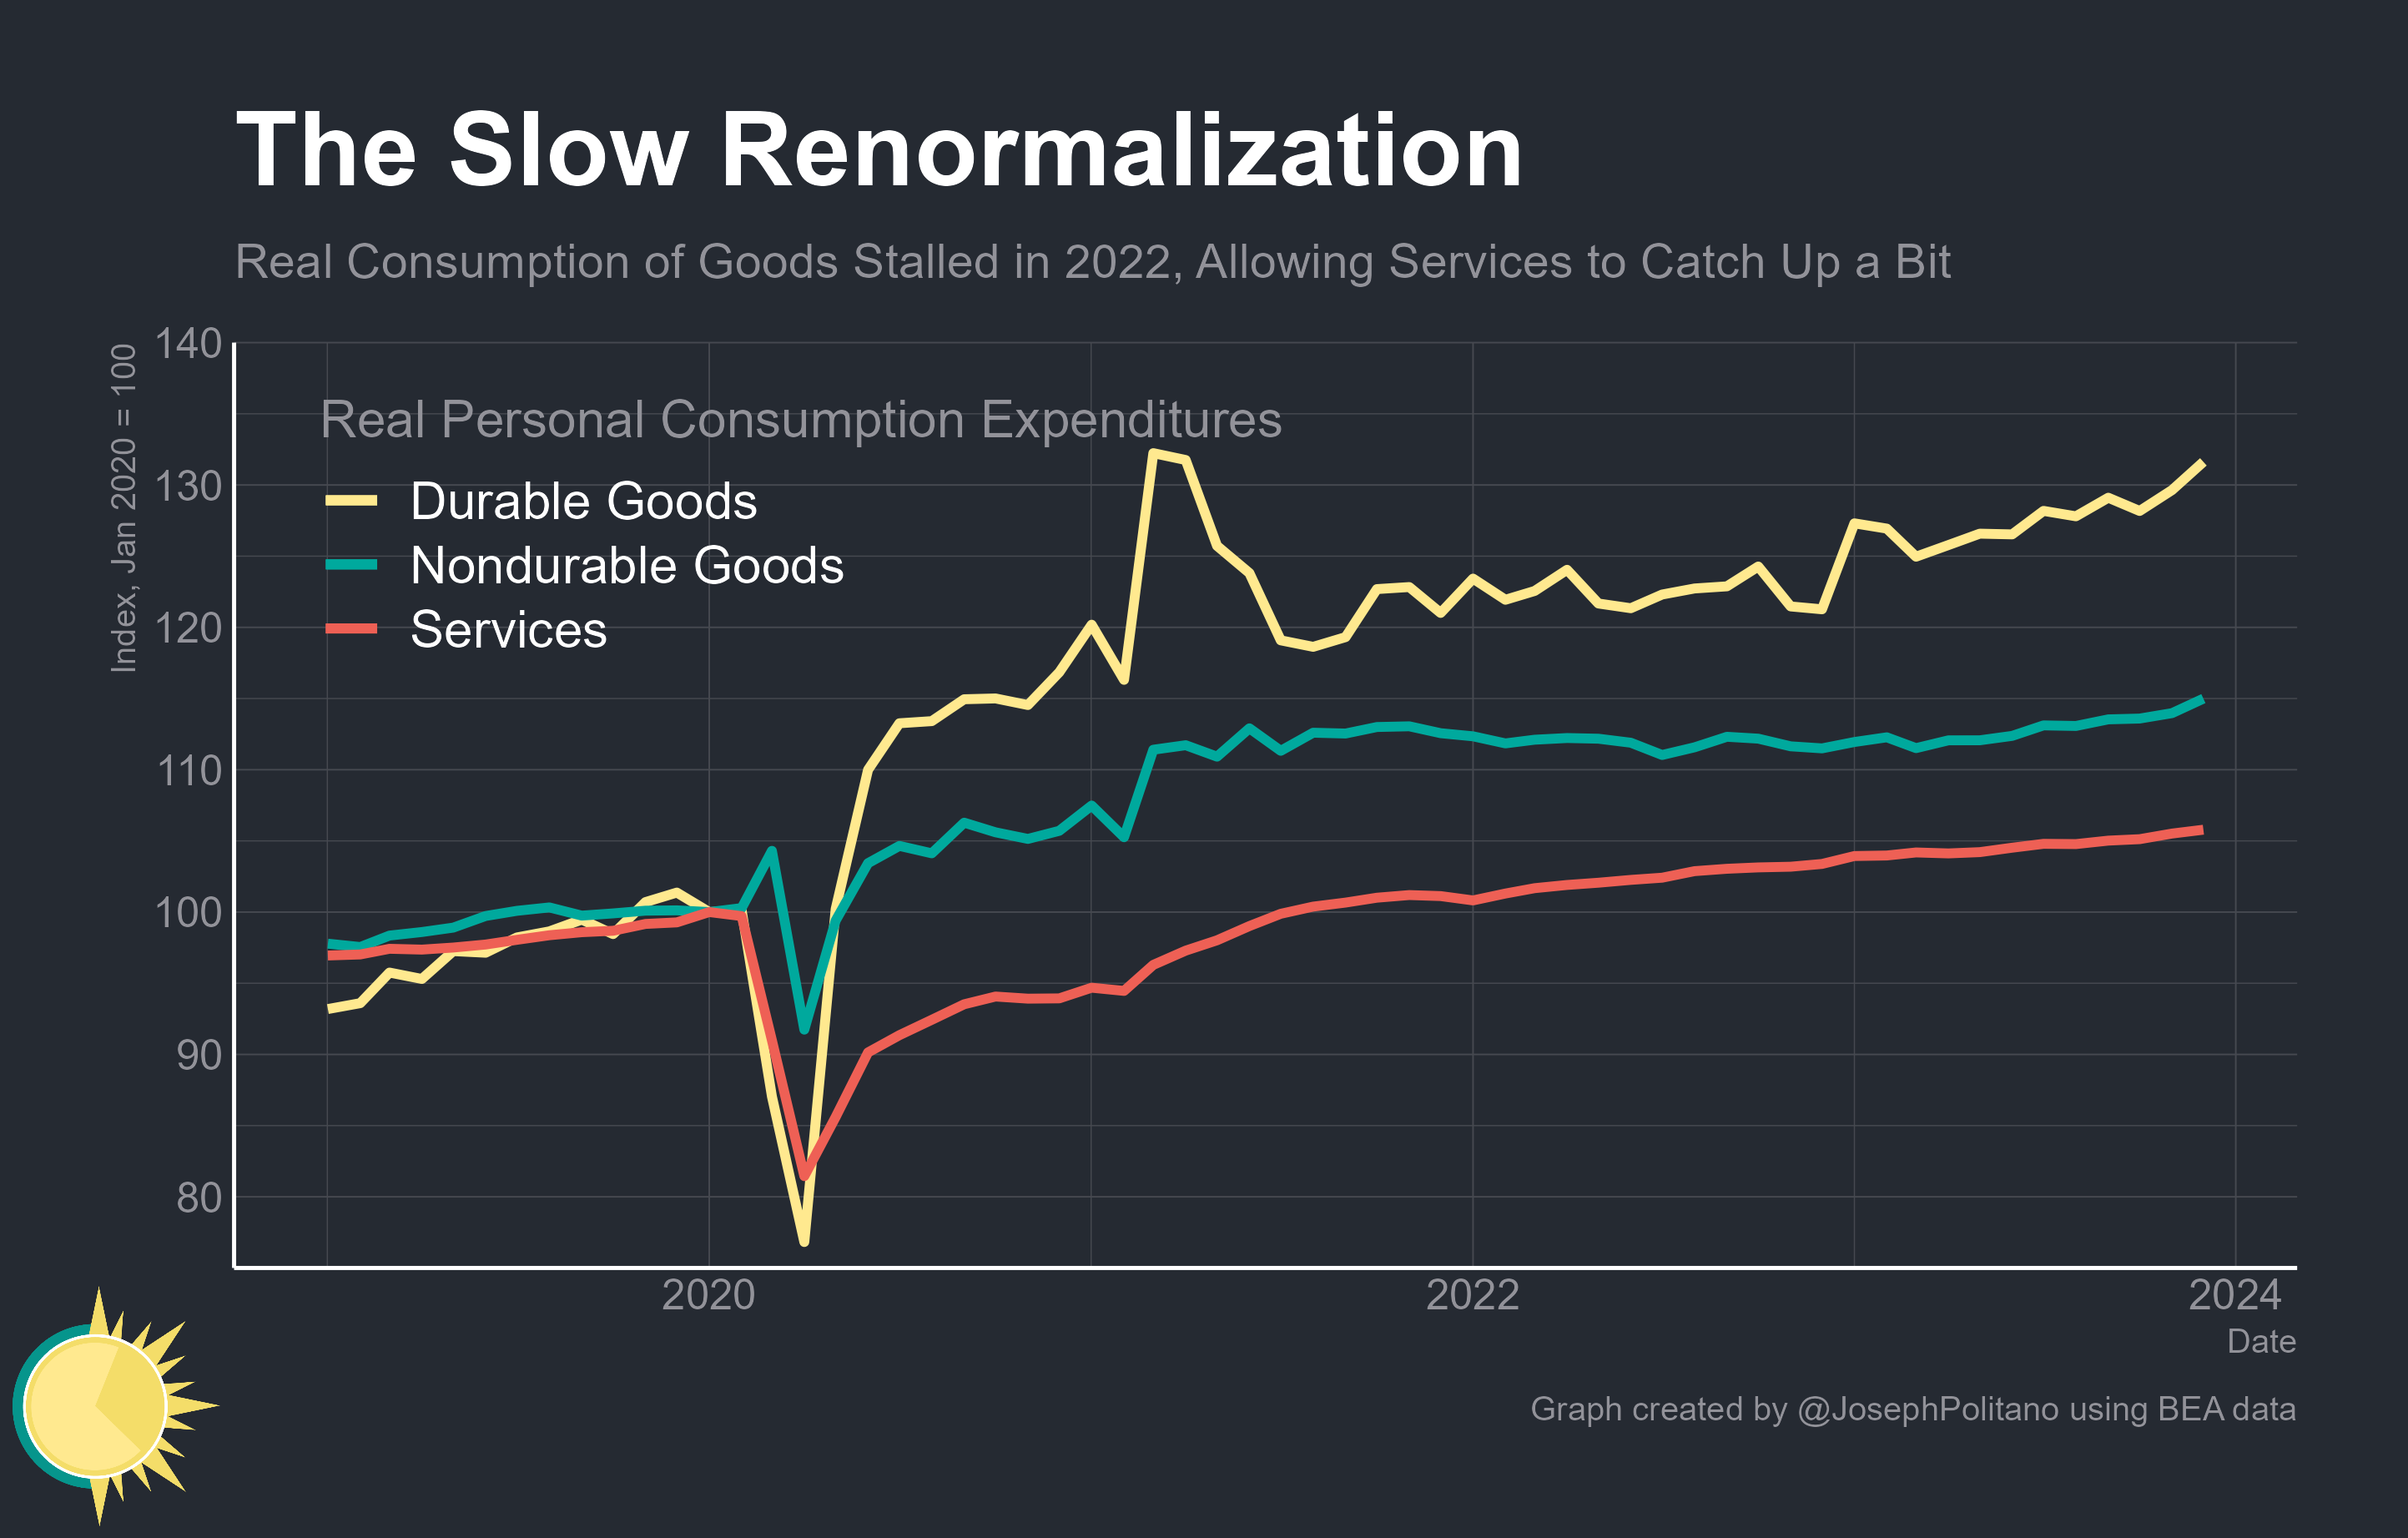 The Slow Renormalization
Real Consumption of Goods Stalled in 2022, Allowing Services to Catch Up a Bit
Index, Jan 2020 = 100
140
130
120
110
100
90
80
Real Personal Consumption Expenditures
Durable Goods
Nondurable Goods
Services
2020
2022
2024
Date
Graph created by @JosephPolitano using BEA data